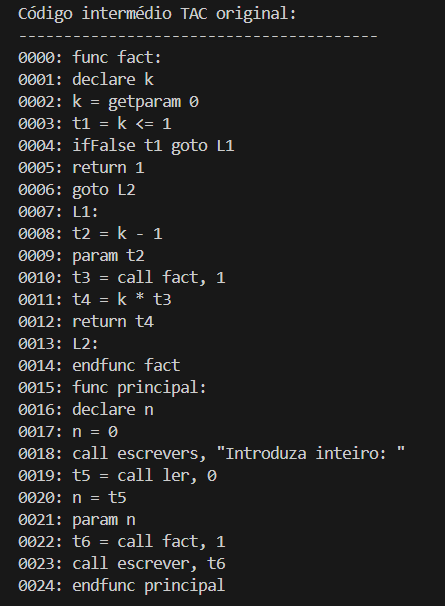 Código intermédio TAC original:
----------------------------------------
0000: func fact:
0001: declare k
0002: k = getparam 0
0003: t1 = k <= 1
0004: ifFalse t1 goto L1
0005: return 1
0006: goto L2
0007: L1:
0008: t2 = k - 1
0009: param t2
0010: t3 = call fact, 1
0011: t4 = k * t3
0012: return t4
0013: L2:
0014: endfunc fact
0015: func principal:
0016: declare n
0017: n = 0
0018: call escrevers, "Introduza inteiro: "
0019: t5 = call ler, 0
0020: n = t5
0021: param n
0022: t6 = call fact, 1
0023: call escrever, t6
0024: endfunc principal